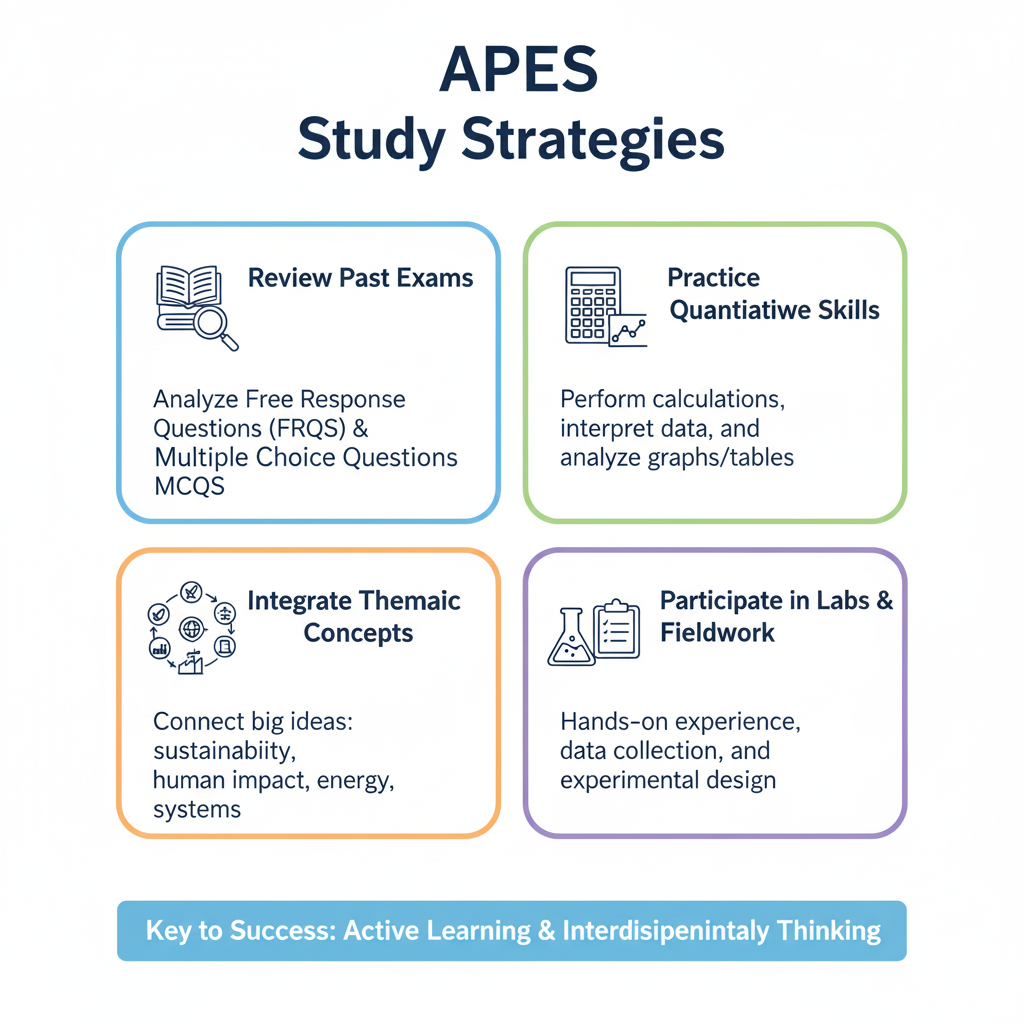 APES
Study Strategies
Review Past Exams
Analyze Free Response
Questions (FRQS) &
Multiple Choice Questions
MCQS
Practice
Quantiatiwe Skills
Perform calculations,
interpret data, and
analyze graphs/tables
Integrate Themaic
Concepts
Connect big ideas:
sustainabiity,
human impact, energy,
systems
Participate in Labs &
Fieldwork
Hands-on experience,
data collection, and
experimental design
Key to Success: Active Learning & Interdisipenintaly Thinking